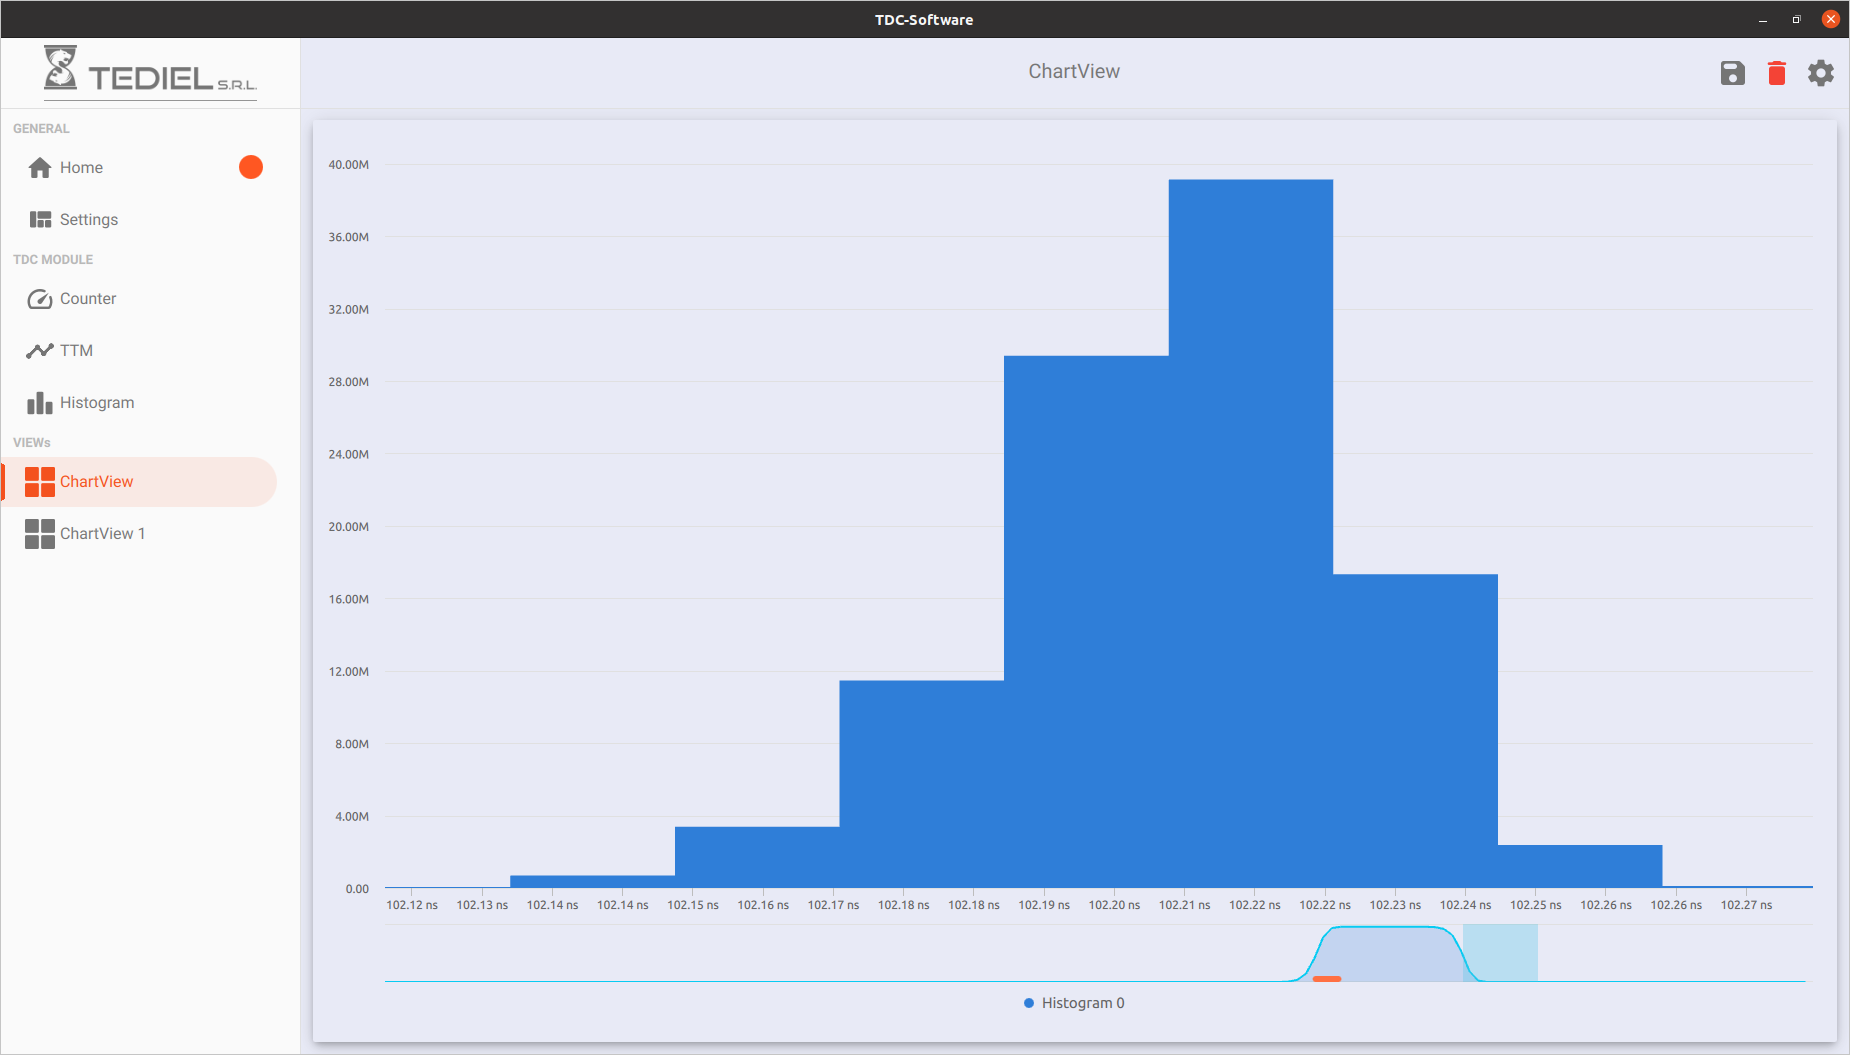 TDC-Software
TEDIEL S.R.L.
ChartView
GENERAL
Home
Settings
TDC MODULE
Counter
TTM
Histogram
VIEWs
ChartView
ChartView 1
40.00M
36.00M
32.00M
28.00M
24.00M
20.00M
16.00M
12.00M
8.00M
4.00M
0.00
102.12 ns 102.13 ns 102.14 ns 102.14 ns 102.15 ns 102.16 ns 102.17 ns 102.18 ns 102.18 ns 102.19 ns 102.20 ns 102.21 ns 102.22 ns 102.22 ns 102.23 ns 102.24 ns 102.25 ns 102.26 ns 102.26 ns 102.27 ns
Histogram 0